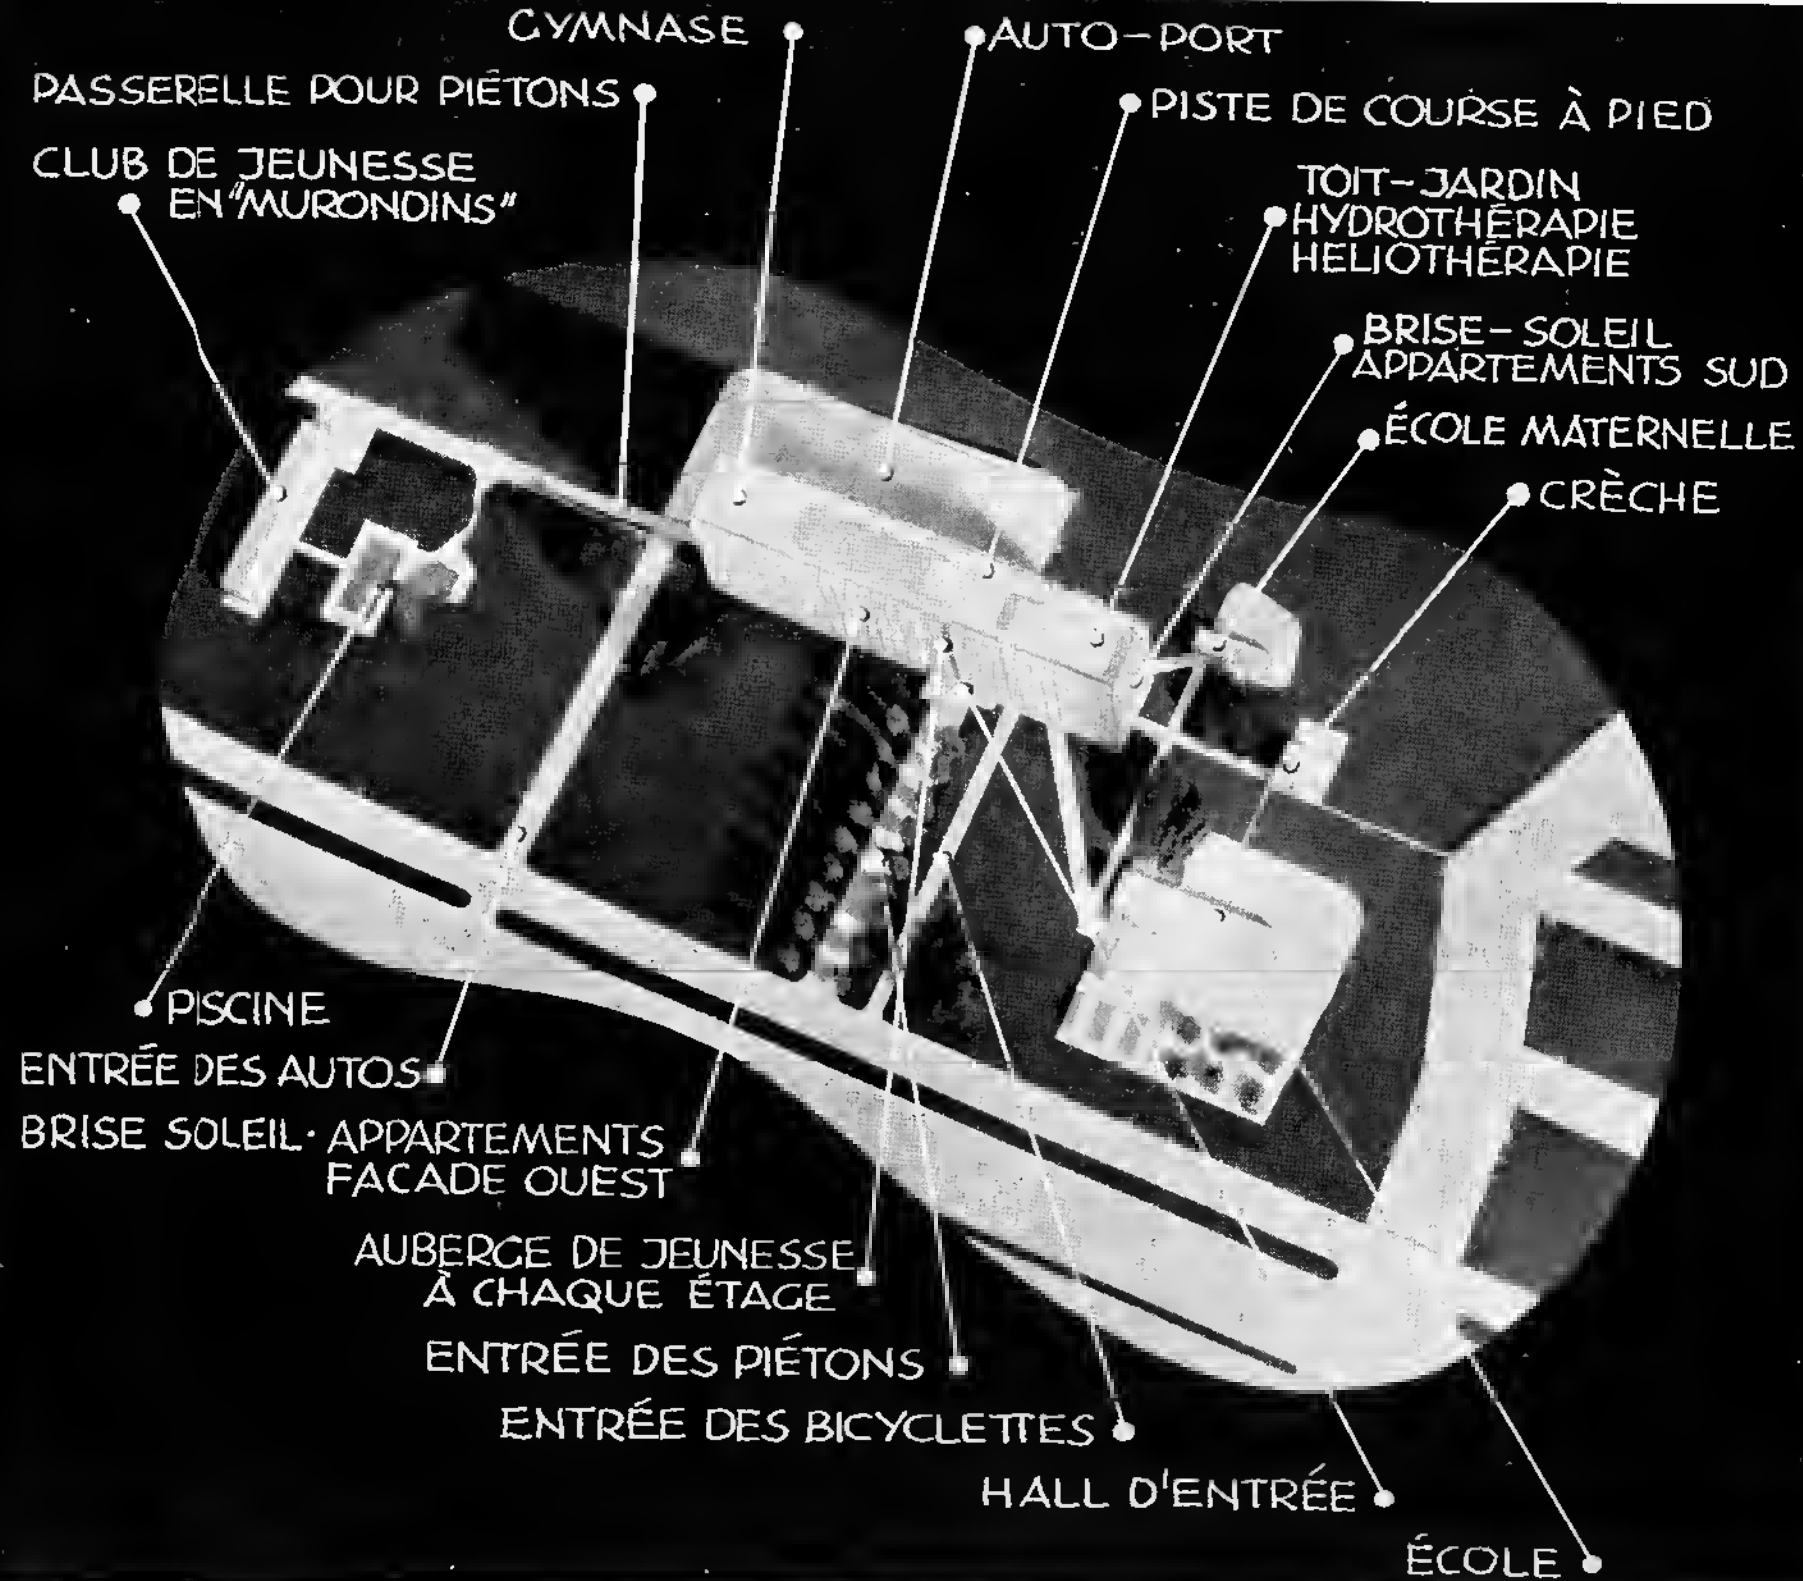 GYMNASE
AUTO-PORT
PASSERELLE POUR PIÉTONS
PISTE DE COURSE À PIED
CLUB DE JEUNESSE
EN "MURONDINS"
TOIT-JARDIN
HYDROTHÉRAPIE
HELIOTHÉRAPIE
BRISE-SOLEIL
APPARTEMENTS SUD
ÉCOLE MATERNELLE
CRÈCHE
PISCINE
ENTRÉE DES AUTOS
BRISE SOLEIL · APPARTEMENTS
FACADE OUEST
AUBERGE DE JEUNESSE
À CHAQUE ÉTAGE
ENTRÉE DES PIÉTONS
ENTRÉE DES BICYCLETTES
HALL D'ENTRÉE
ÉCOLE